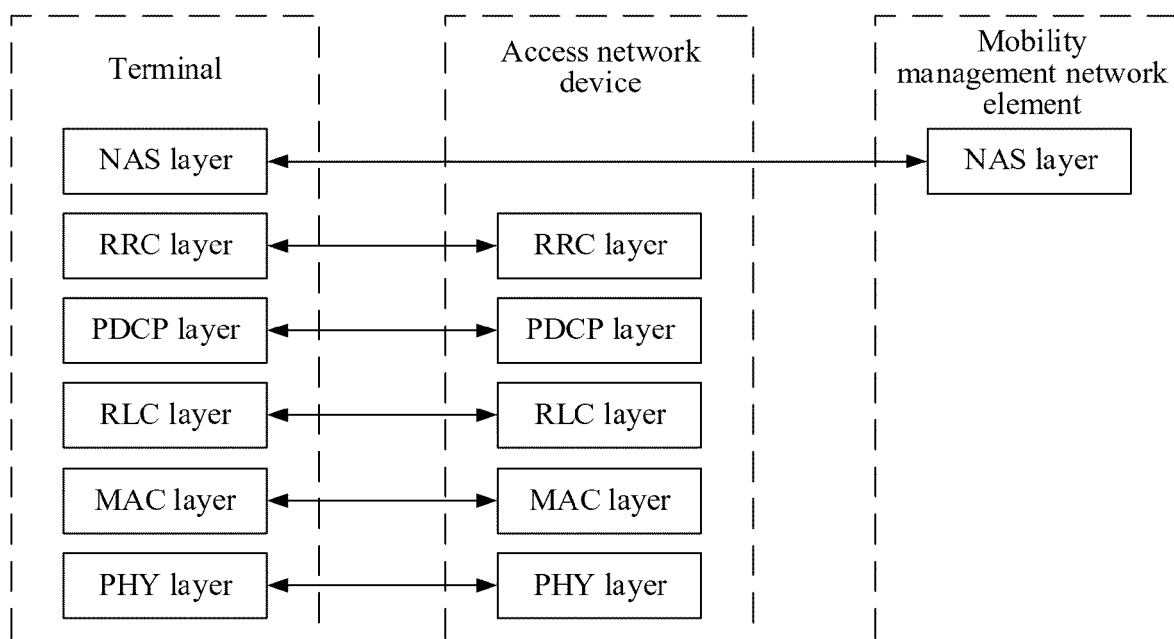 Terminal
Access network
device
Mobility
management network
element
NAS layer
NAS layer
RRC layer
RRC layer
PDCP layer
PDCP layer
RLC layer
RLC layer
MAC layer
MAC layer
PHY layer
PHY layer